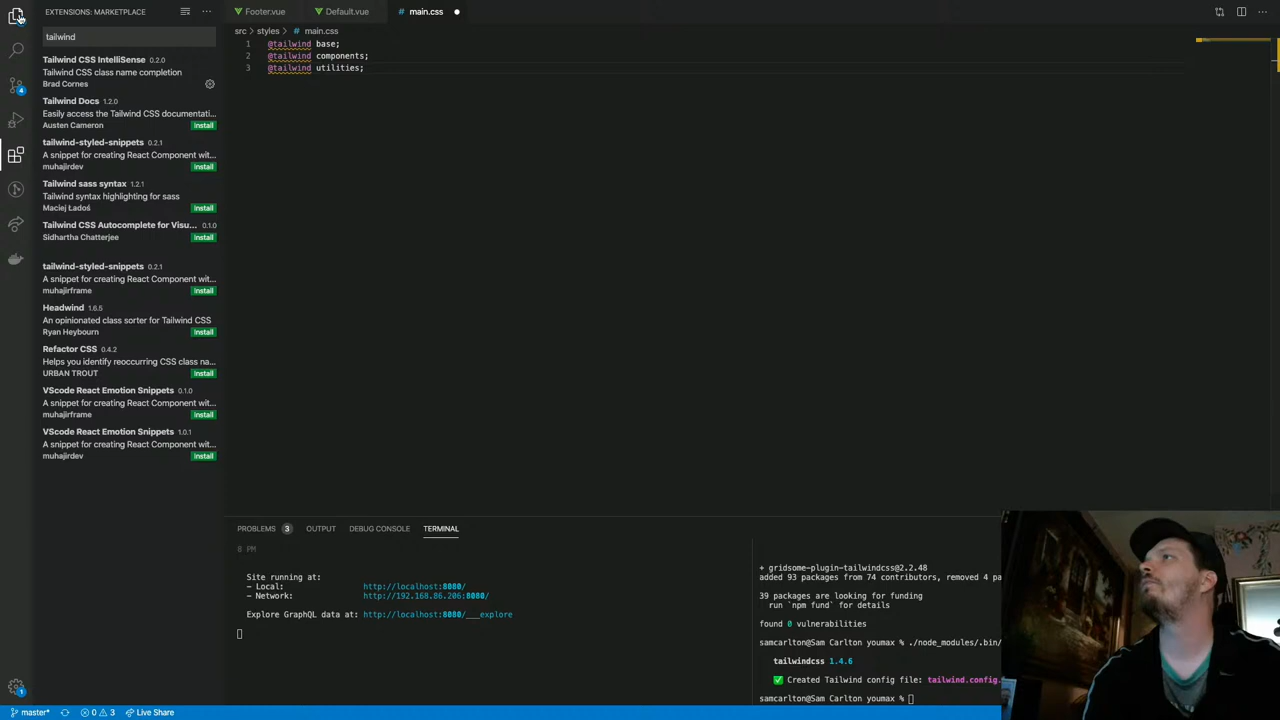 EXTENSIONS: MARKETPLACE
tailwind
Tailwind CSS IntelliSense 0.2.0
Tailwind CSS class name completion
Brad Cornes
Tailwind Docs 1.2.0
Easily access the Tailwind CSS documentati...
Austen Cameron Install
tailwind-styled-snippets 0.2.1
A snippet for creating React Component wit...
muhajirdev Install
Tailwind sass syntax 1.2.1
Tailwind syntax highlighting for sass
Maciej Ładoś Install
Tailwind CSS Autocomplete for Visu... 0.1.0
Sidhartha Chatterjee Install
tailwind-styled-snippets 0.2.1
A snippet for creating React Component wit...
muhajirframe Install
Headwind 1.6.5
An opinionated class sorter for Tailwind CSS
Ryan Heybourn Install
Refactor CSS 0.4.2
Helps you identify reoccurring CSS class na...
URBAN TROUT Install
VScode React Emotion Snippets 0.1.0
A snippet for creating React Component wit...
muhajirframe Install
VScode React Emotion Snippets 1.0.1
A snippet for creating React Component wit...
muhajirdev Install
4
1
Footer.vue Default.vue # main.css
src > styles > # main.css
1 @tailwind base;
2 @tailwind components;
3 @tailwind utilities;
PROBLEMS 3 OUTPUT DEBUG CONSOLE TERMINAL
8 PM
Site running at:
- Local: http://localhost:8080/
- Network: http://192.168.86.206:8080/
Explore GraphQL data at: http://localhost:8080/___explore
+ gridsome-plugin-tailwindcss@2.2.48
added 93 packages from 74 contributors, removed 4 pa
39 packages are looking for funding
run `npm fund` for details
found 0 vulnerabilities
samcarlton@Sam Carlton youmax % ./node_modules/.bin/
tailwindcss 1.4.6
✅ Created Tailwind config file: tailwind.config.
samcarlton@Sam Carlton youmax %
master* 0 3 Live Share